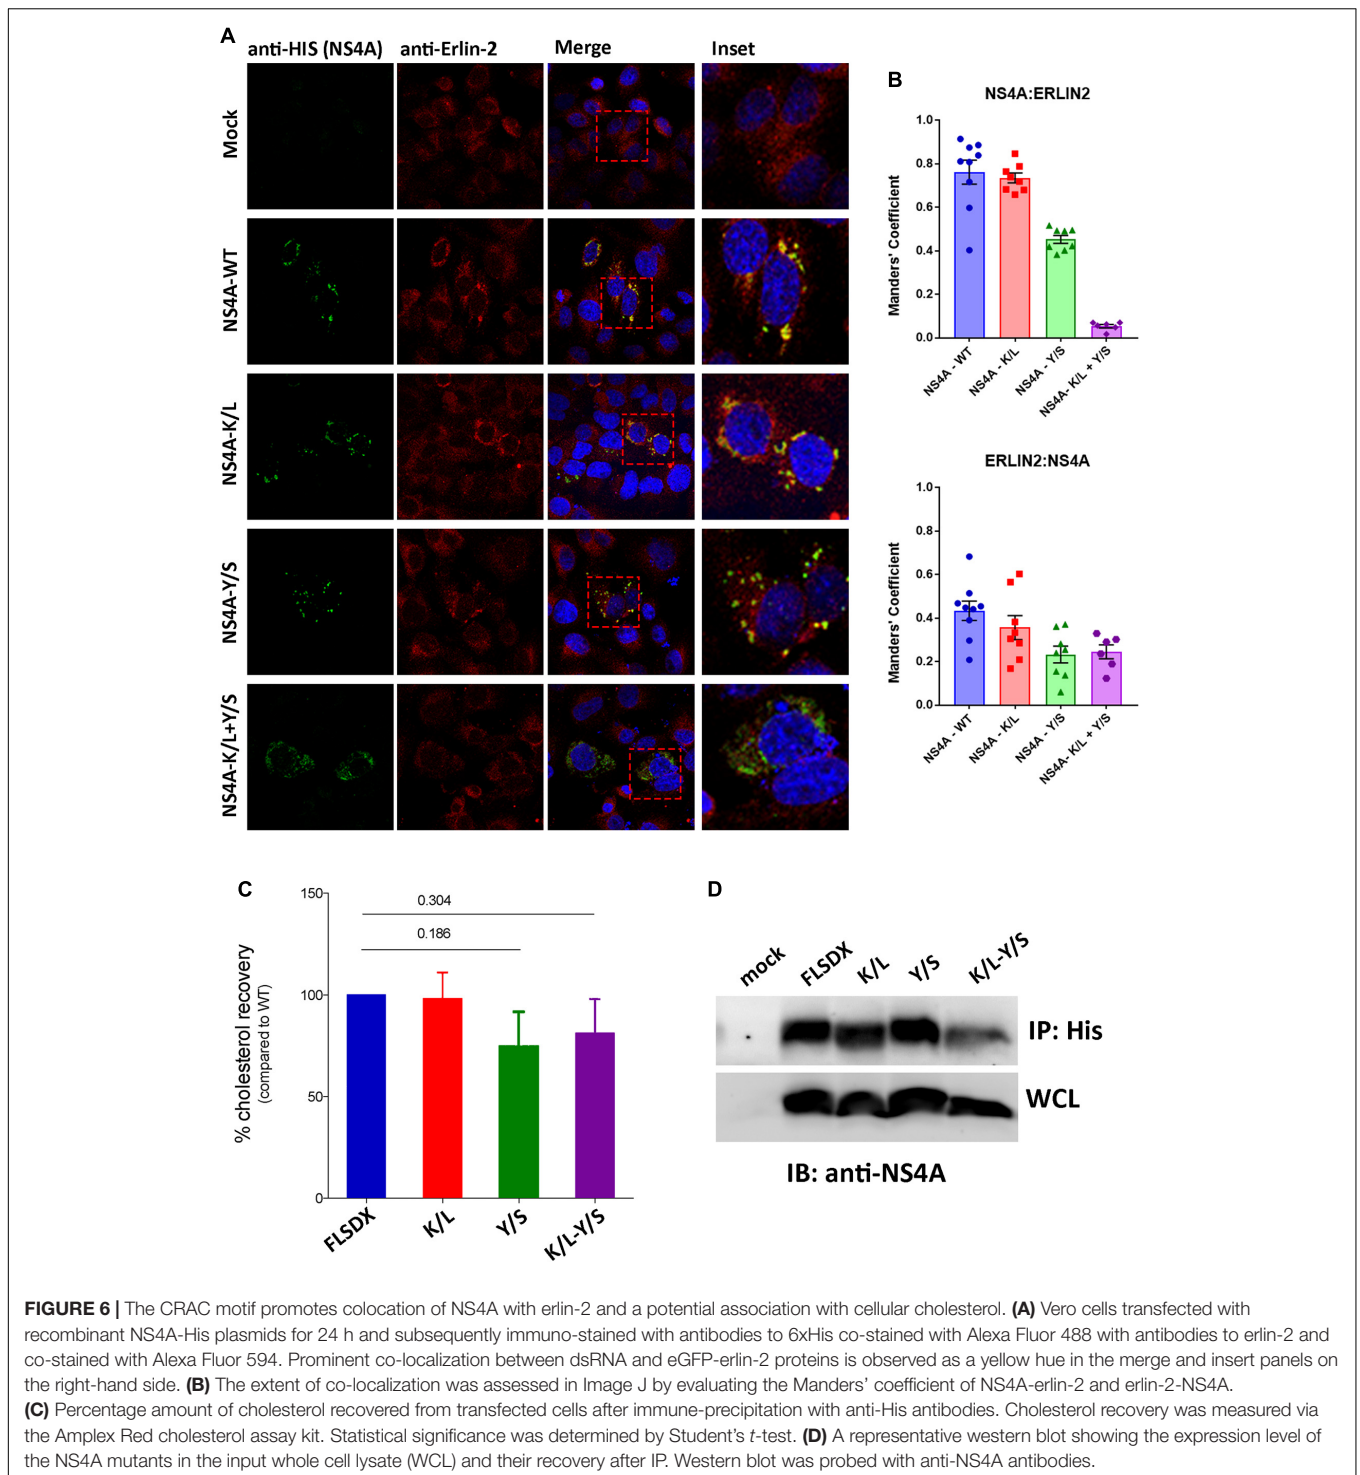 A
anti-HIS (NS4A) anti-Erlin-2 Merge Inset
Mock
NS4A-WT
NS4A-K/L
NS4A-Y/S
NS4A-K/L+Y/S
B
NS4A:ERLIN2
Manders' Coefficient
1.0
0.8
0.6
0.4
0.2
0.0
NS4A - WT
NS4A - K/L
NS4A - Y/S
NS4A- K/L + Y/S
ERLIN2:NS4A
Manders' Coefficient
1.0
0.8
0.6
0.4
0.2
0.0
NS4A - WT
NS4A - K/L
NS4A - Y/S
NS4A- K/L + Y/S
C
% cholesterol recovery
(compared to WT)
150
100
50
0
0.304
0.186
FLSDX
K/L
Y/S
K/L-Y/S
D
mock FLSDX K/L Y/S K/L-Y/S
IP: His
WCL
IB: anti-NS4A
FIGURE 6 | The CRAC motif promotes colocation of NS4A with erlin-2 and a potential association with cellular cholesterol. (A) Vero cells transfected with
recombinant NS4A-His plasmids for 24 h and subsequently immuno-stained with antibodies to 6xHis co-stained with Alexa Fluor 488 with antibodies to erlin-2 and
co-stained with Alexa Fluor 594. Prominent co-localization between dsRNA and eGFP-erlin-2 proteins is observed as a yellow hue in the merge and insert panels on
the right-hand side. (B) The extent of co-localization was assessed in Image J by evaluating the Manders' coefficient of NS4A-erlin-2 and erlin-2-NS4A.
(C) Percentage amount of cholesterol recovered from transfected cells after immune-precipitation with anti-His antibodies. Cholesterol recovery was measured via
the Amplex Red cholesterol assay kit. Statistical significance was determined by Student's t-test. (D) A representative western blot showing the expression level of
the NS4A mutants in the input whole cell lysate (WCL) and their recovery after IP. Western blot was probed with anti-NS4A antibodies.